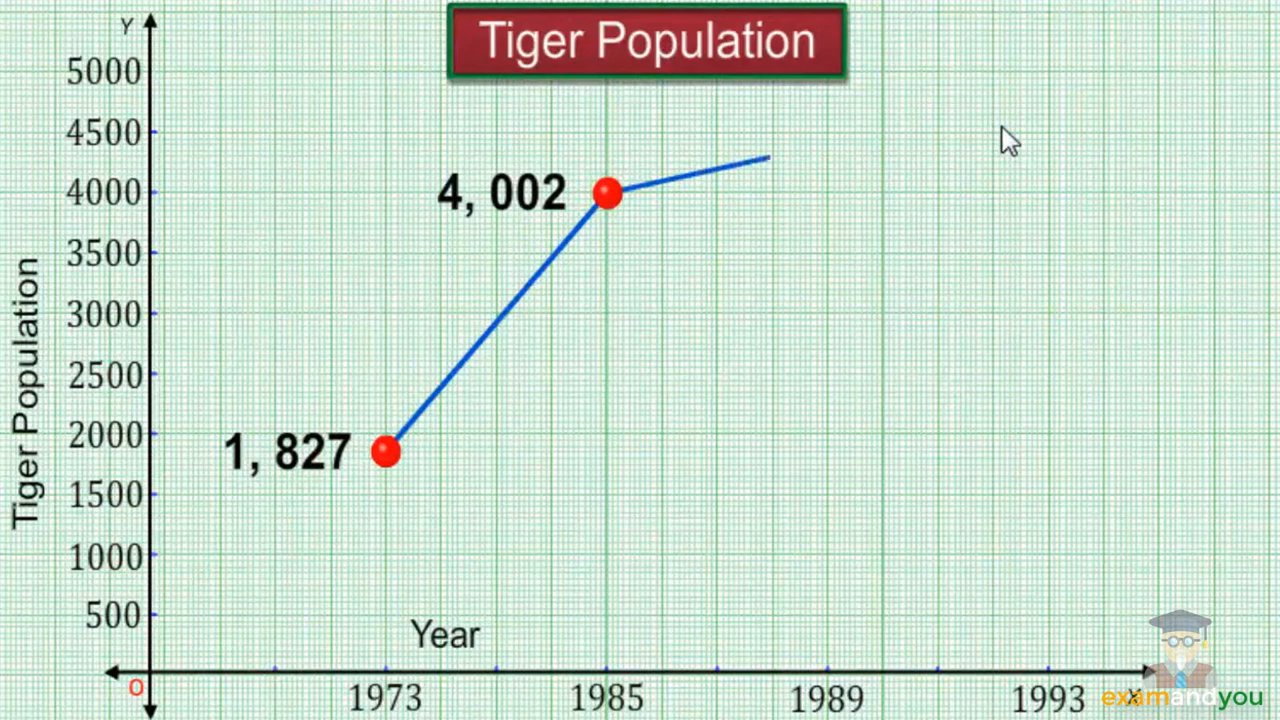 Tiger Population
Y
5000
4500
4000
3500
3000
2500
2000
1500
1000
500
O
Tiger Population
4, 002
1, 827
Year
1973
1985
1989
1993
X
examandyou